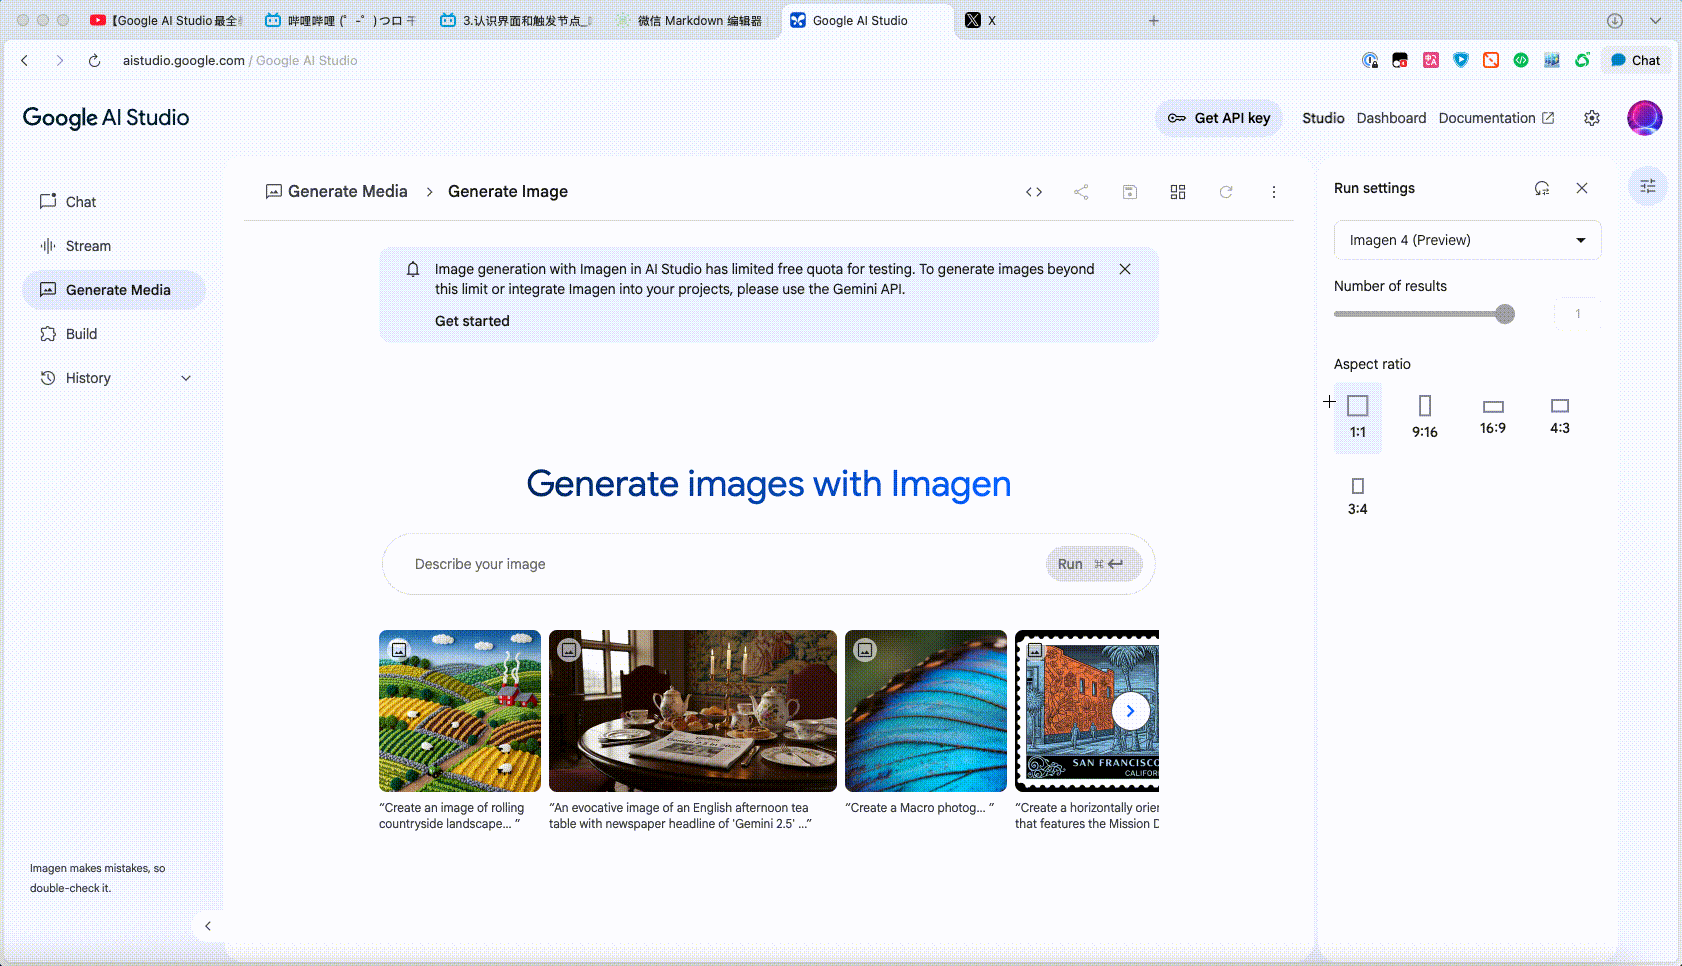 【Google AI Studio 最全
哔哩哔哩 (゜-゜)つロ 干
3.认识界面和触发节点_
微信 Markdown 编辑器
Google AI Studio
X
aistudio.google.com / Google AI Studio
Chat
Google AI Studio
Get API key
Studio
Dashboard
Documentation
Chat
Stream
Generate Media
Build
History
Imagen makes mistakes, so
double-check it.
Generate Media > Generate Image
Image generation with Imagen in AI Studio has limited free quota for testing. To generate images beyond
this limit or integrate Imagen into your projects, please use the Gemini API.
Get started
Generate images with Imagen
Describe your image
Run ⌘
SAN FRANCISCO
CALIFOR
“Create an image of rolling
countryside landscape... ”
“An evocative image of an English afternoon tea
table with newspaper headline of 'Gemini 2.5' ...”
“Create a Macro photog... ”
“Create a horizontally orier
that features the Mission D
Run settings
Imagen 4 (Preview)
Number of results
1
Aspect ratio
1:1
9:16
16:9
4:3
3:4